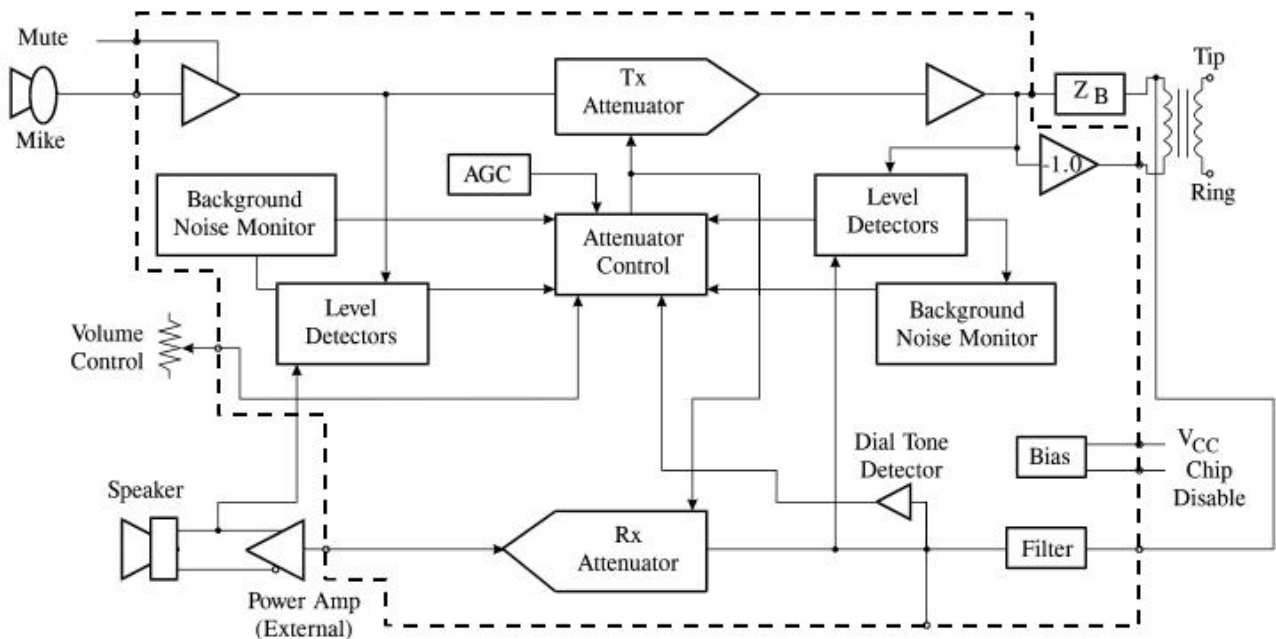 Mute
Mike
Tx
Attenuator
Z B
Tip
-1.0
Ring
AGC
Background
Noise Monitor
Level
Detectors
Attenuator
Control
Level
Detectors
Background
Noise Monitor
Volume
Control
Dial Tone
Detector
Bias
VCC
Chip
Disable
Speaker
Rx
Attenuator
Filter
Power Amp
(External)